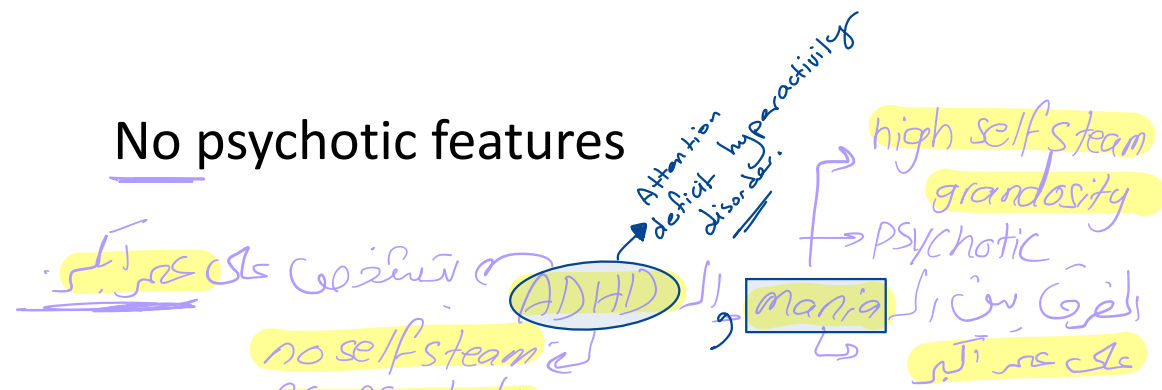 No psychotic features
Attention
deficit hyperactivity
disorder.
high self steam
grandosity
psychotic
الفرق بين ال mania و ال ADHD بتشخص على عمر أكبر.
على عمر أكبر
no self steam